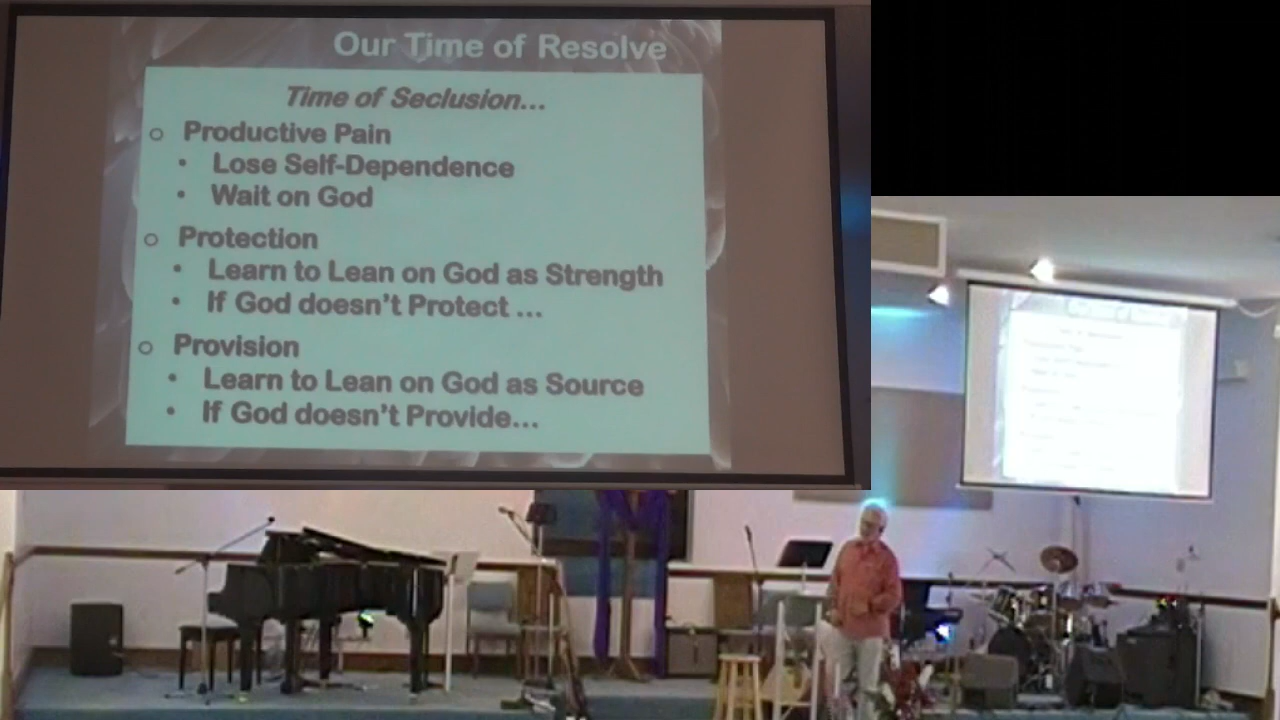 Our Time of Resolve
Time of Seclusion...
o Productive Pain
• Lose Self-Dependence
• Wait on God
o Protection
• Learn to Lean on God as Strength
• If God doesn't Protect ...
o Provision
• Learn to Lean on God as Source
• If God doesn't Provide...